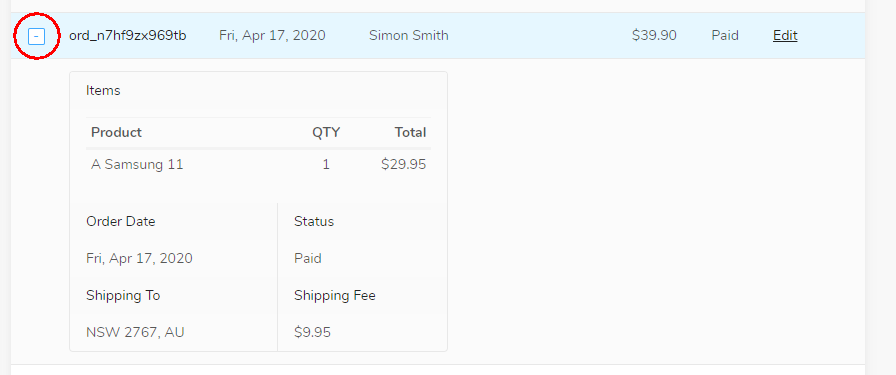 ord_n7hf9zx969tb Fri, Apr 17, 2020 Simon Smith $39.90 Paid Edit
Items
Product QTY Total
A Samsung 11 1 $29.95
Order Date Status
Fri, Apr 17, 2020 Paid
Shipping To Shipping Fee
NSW 2767, AU $9.95